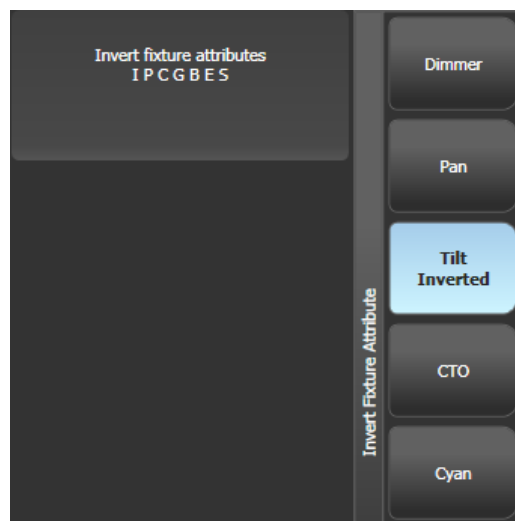 Invert fixture attributes
I P C G B E S
Invert Fixture Attribute
Dimmer
Pan
Tilt
Inverted
CTO
Cyan